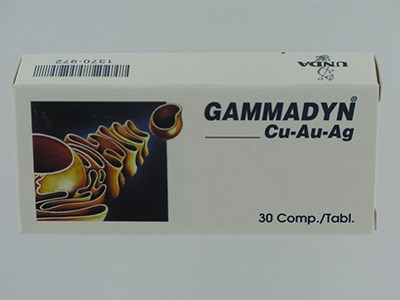 1370-972
UNDA
GAMMADYN®
Cu-Au-Ag
30 Comp./Tabl.